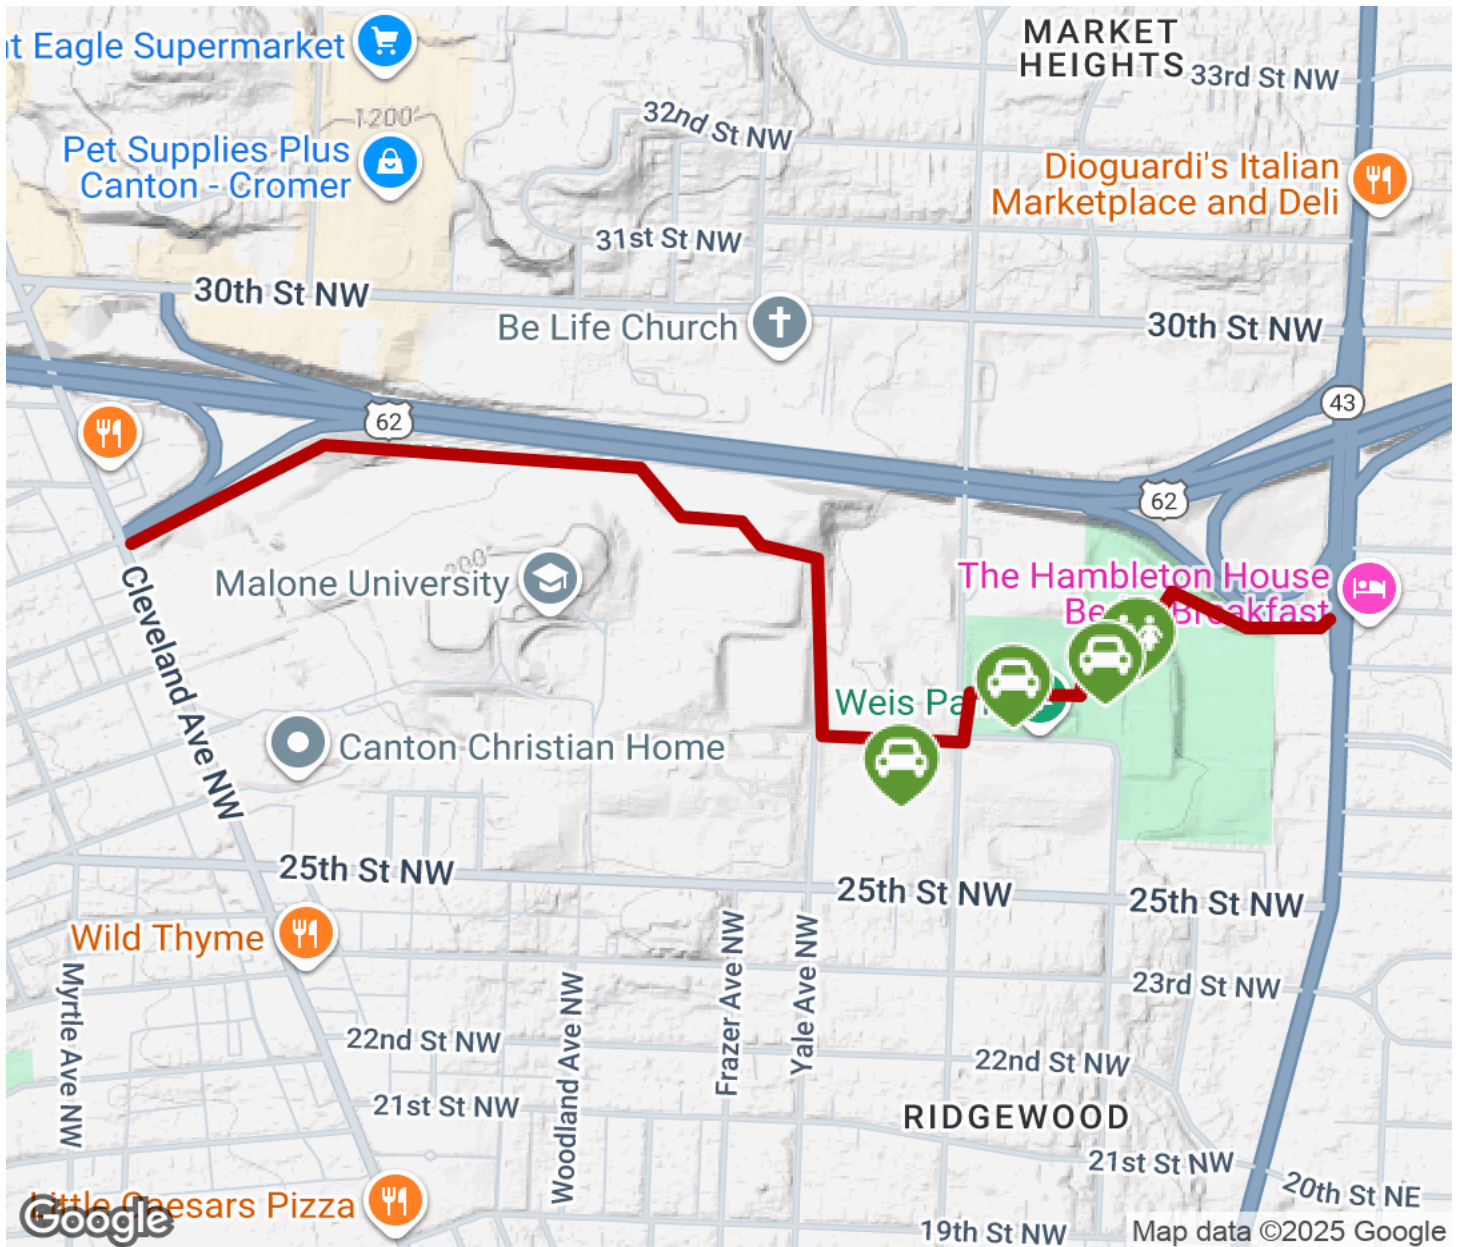 MARKET
HEIGHTS
t Eagle Supermarket
33rd St NW
1200'
32nd St NW
Pet Supplies Plus
Canton - Cromer
Dioguardi's Italian
Marketplace and Deli
31st St NW
30th St NW
Be Life Church
30th St NW
43
62
62
Malone University
The Hambleton House
Be Breakfast
Cleveland Ave NW
Weis Pa
Canton Christian Home
25th St NW
25th St NW
25th St NW
Wild Thyme
Myrtle Ave NW
Woodland Ave NW
Frazer Ave NW
Yale Ave NW
23rd St NW
22nd St NW
22nd St NW
21st St NW
RIDGEWOOD
21st St NW
20th St NE
Little Caesars Pizza
Google
19th St NW
Map data ©2025 Google